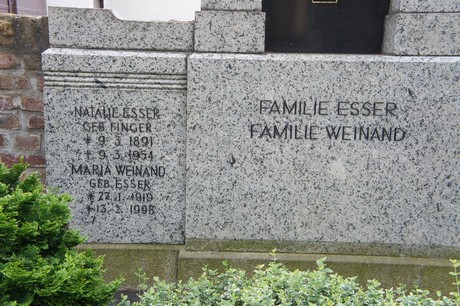 NATALIE ESSER
GEB FINGER
* 9. 3. 1891
+ 9. 3. 1954
MARIA WEINAND
GEB. ESSER
* 27. 1. 1919
+ 13. 2. 1998
FAMILIE ESSER
FAMILIE WEINAND